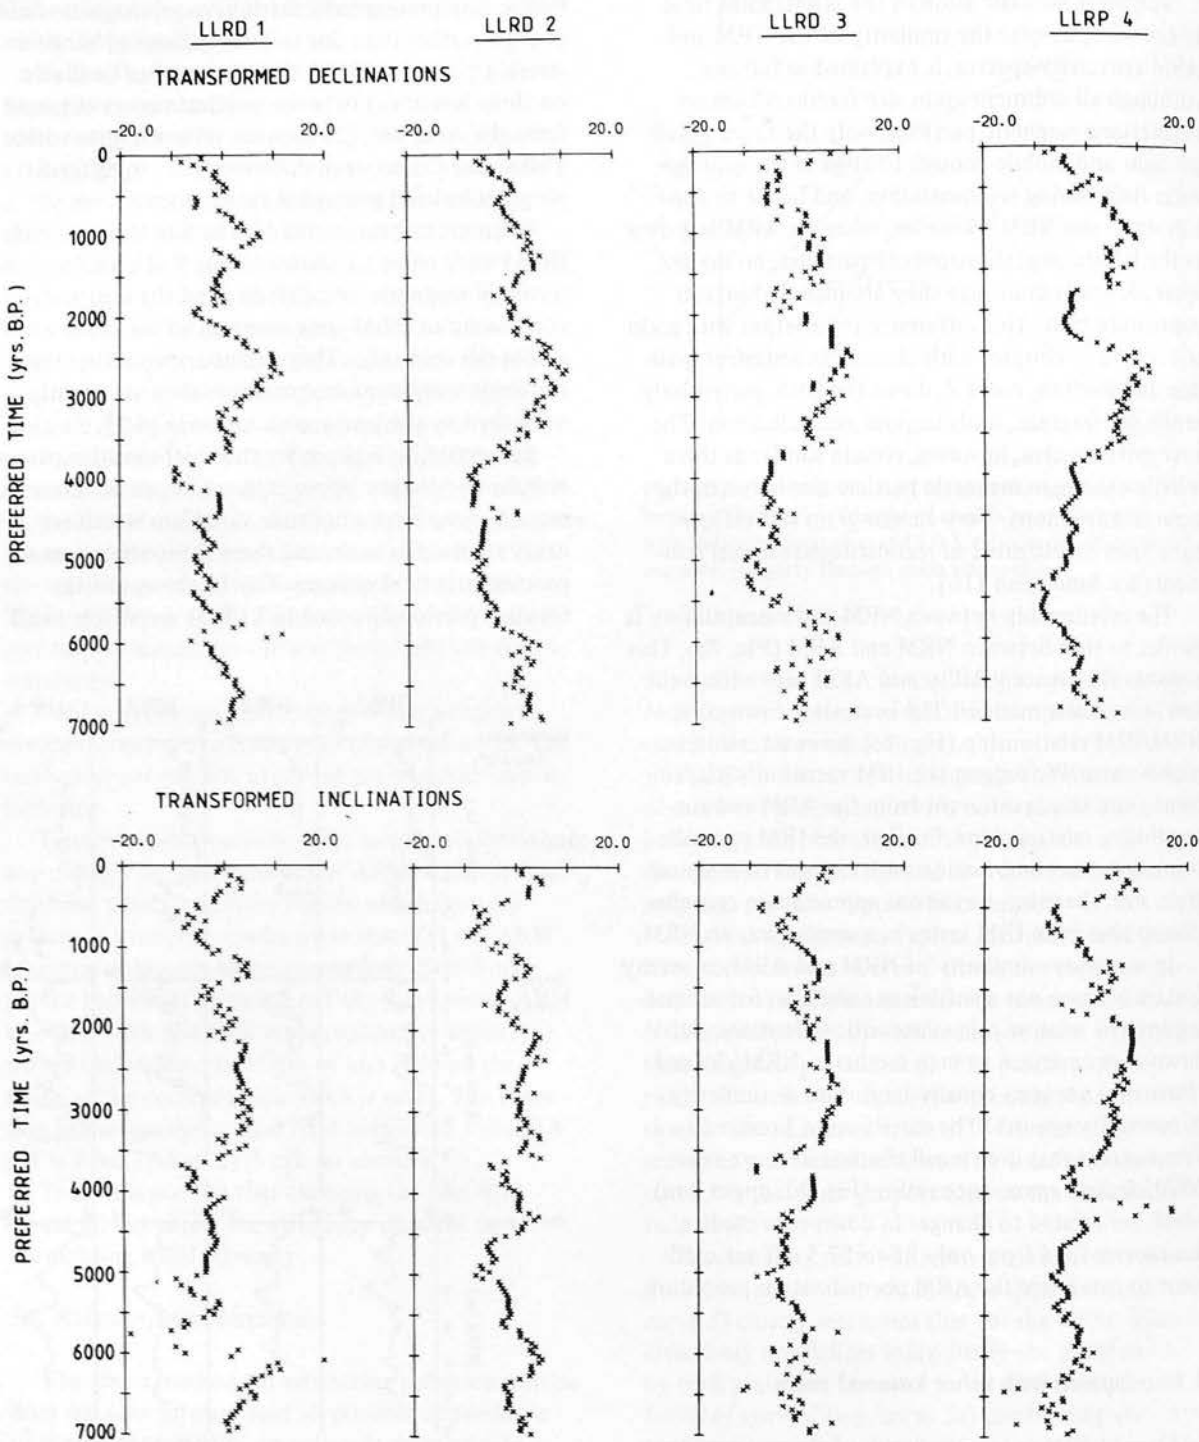 LLRD 1 LLRD 2 LLRD 3 LLRP 4
TRANSFORMED DECLINATIONS
-20.0 20.0 -20.0 20.0 -20.0 20.0 -20.0 20.0
0
1000
2000
3000
4000
5000
6000
7000
PREFERRED TIME (yrs. B.P.)
TRANSFORMED INCLINATIONS
-20.0 20.0 -20.0 20.0 -20.0 20.0 -20.0 20.0
0
1000
2000
3000
4000
5000
6000
7000
PREFERRED TIME (yrs. B.P.)